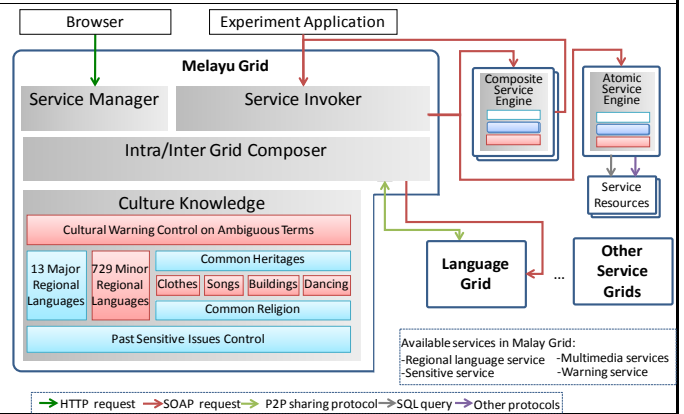 Browser
Experiment Application
Melayu Grid
Service Manager
Service Invoker
Intra/Inter Grid Composer
Culture Knowledge
Cultural Warning Control on Ambiguous Terms
13 Major
Regional
Languages
729 Minor
Regional
Languages
Common Heritages
Clothes
Songs
Buildings
Dancing
Common Religion
Past Sensitive Issues Control
Composite
Service
Engine
Atomic
Service
Engine
Service
Resources
Language
Grid
...
Other
Service
Grids
Available services in Malay Grid:
-Regional language service
-Multimedia services
-Sensitive service
-Warning service
HTTP request
SOAP request
P2P sharing protocol
SQL query
Other protocols